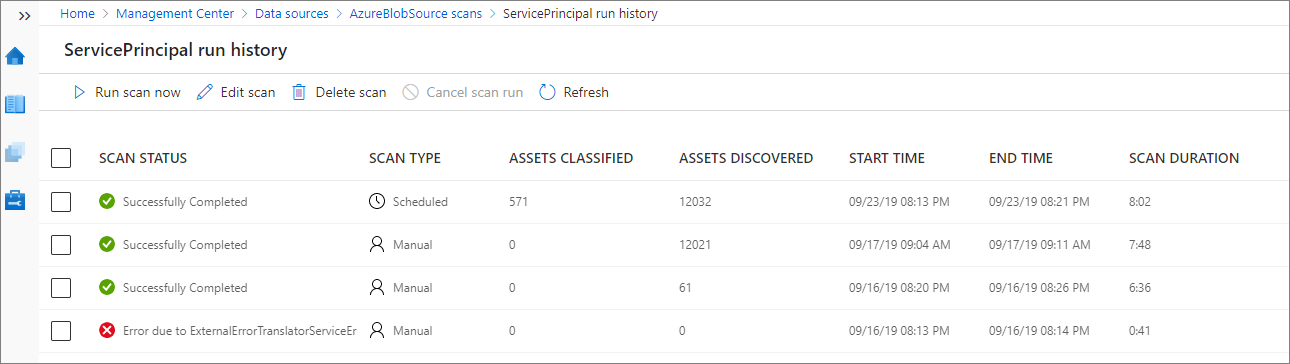 Home > Management Center > Data sources > AzureBlobSource scans > ServicePrincipal run history
ServicePrincipal run history
Run scan now Edit scan Delete scan Cancel scan run Refresh
SCAN STATUS SCAN TYPE ASSETS CLASSIFIED ASSETS DISCOVERED START TIME END TIME SCAN DURATION
Successfully Completed Scheduled 571 12032 09/23/19 08:13 PM 09/23/19 08:21 PM 8:02
Successfully Completed Manual 0 12021 09/17/19 09:04 AM 09/17/19 09:11 AM 7:48
Successfully Completed Manual 0 61 09/16/19 08:20 PM 09/16/19 08:26 PM 6:36
Error due to ExternalErrorTranslatorServiceEr Manual 0 0 09/16/19 08:13 PM 09/16/19 08:14 PM 0:41